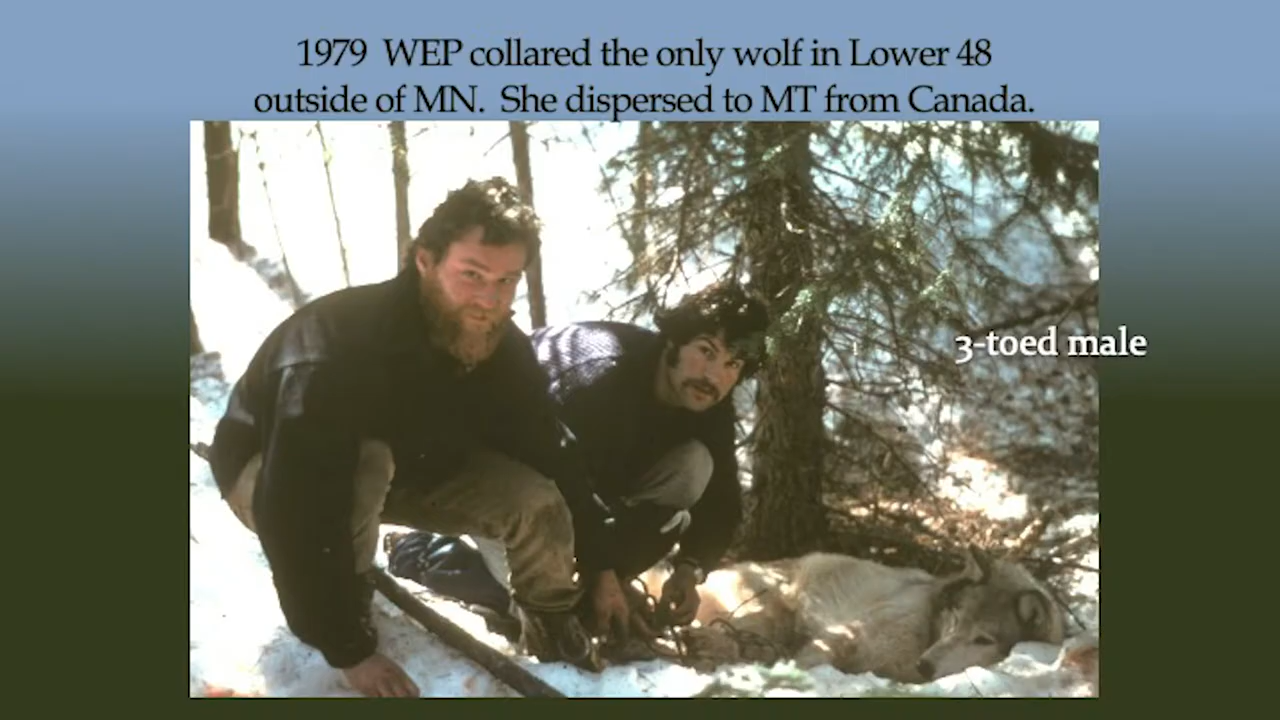 1979 WEP collared the only wolf in Lower 48
outside of MN. She dispersed to MT from Canada.
3-toed male